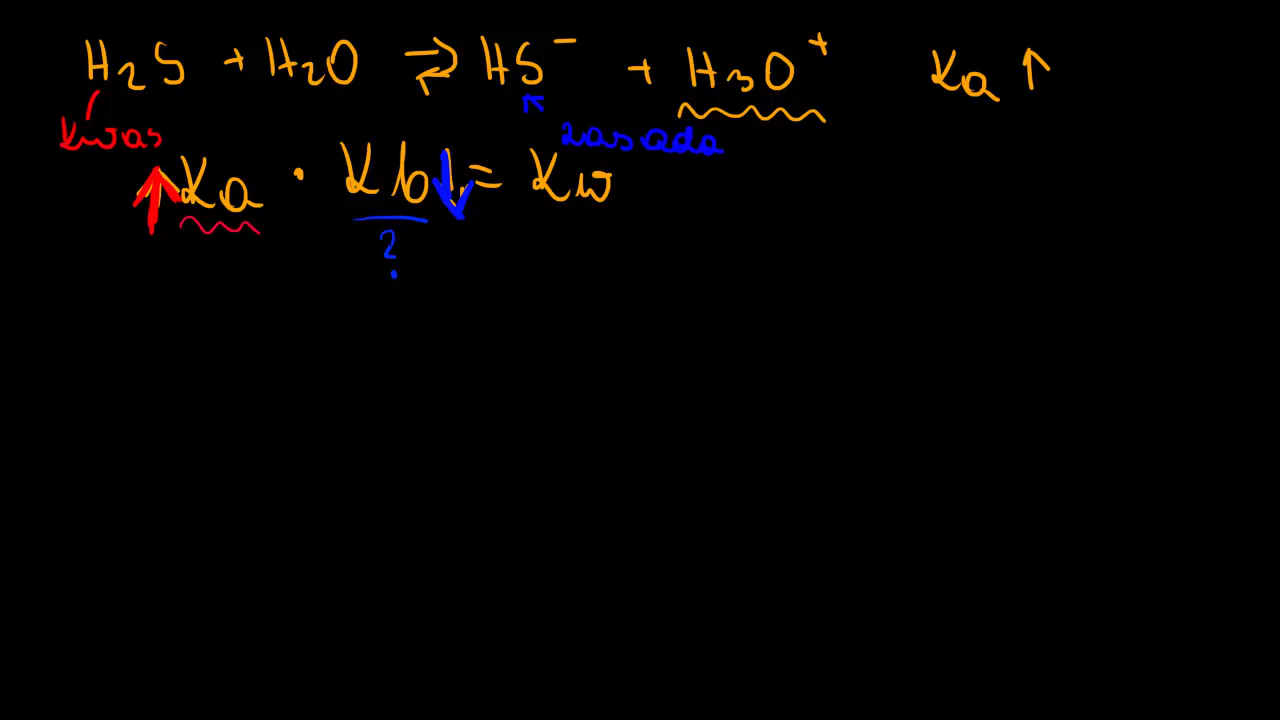 H₂S + H₂O ⇄ HS⁻ + H₃O⁺ Ka ↑
kwas zasada
↑ Ka · Kb ↓ = Kw
?